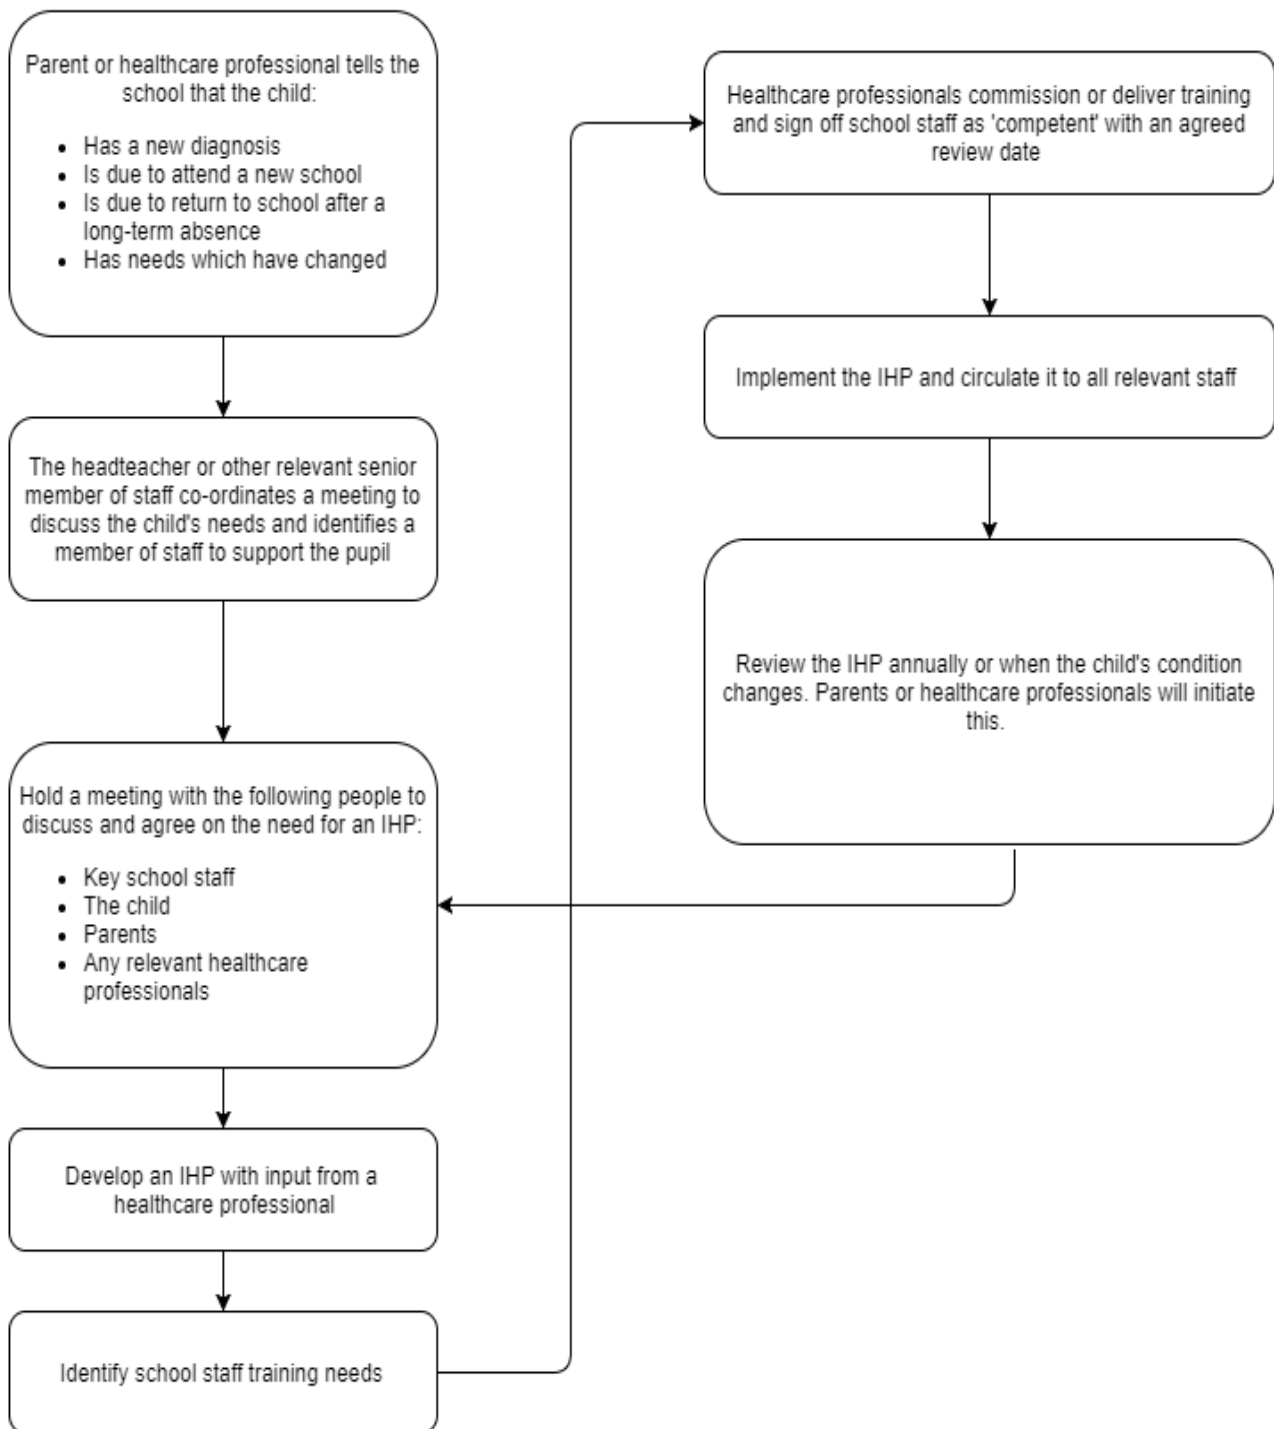 Parent or healthcare professional tells the
school that the child:
• Has a new diagnosis
• Is due to attend a new school
• Is due to return to school after a
long-term absence
• Has needs which have changed
The headteacher or other relevant senior
member of staff co-ordinates a meeting to
discuss the child's needs and identifies a
member of staff to support the pupil
Hold a meeting with the following people to
discuss and agree on the need for an IHP:
• Key school staff
• The child
• Parents
• Any relevant healthcare
professionals
Develop an IHP with input from a
healthcare professional
Identify school staff training needs
Healthcare professionals commission or deliver training
and sign off school staff as 'competent' with an agreed
review date
Implement the IHP and circulate it to all relevant staff
Review the IHP annually or when the child's condition
changes. Parents or healthcare professionals will initiate
this.